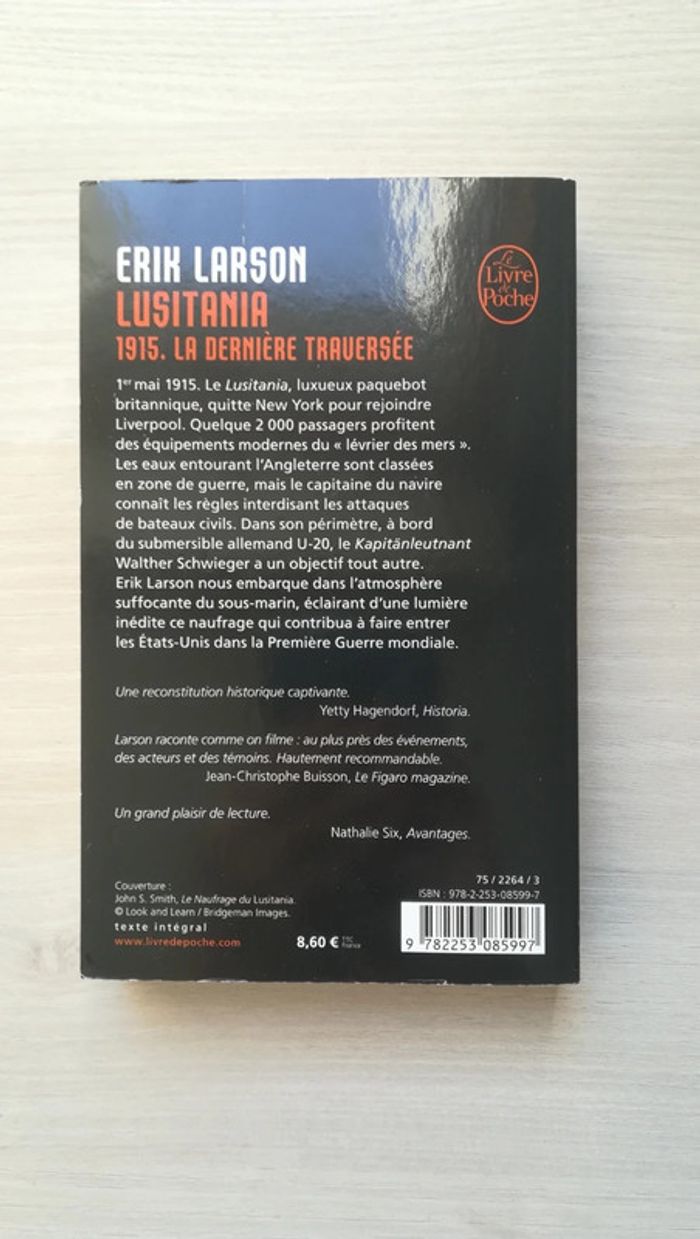 ERIK LARSON
LUSITANIA
1915. LA DERNIÈRE TRAVERSÉE
Le
Livre
de
Poche
1er mai 1915. Le Lusitania, luxueux paquebot
britannique, quitte New York pour rejoindre
Liverpool. Quelque 2 000 passagers profitent
des équipements modernes du « lévrier des mers ».
Les eaux entourant l'Angleterre sont classées
en zone de guerre, mais le capitaine du navire
connaît les règles interdisant les attaques
de bateaux civils. Dans son périmètre, à bord
du submersible allemand U-20, le Kapitänleutnant
Walther Schwieger a un objectif tout autre.
Erik Larson nous embarque dans l'atmosphère
suffocante du sous-marin, éclairant d'une lumière
inédite ce naufrage qui contribua à faire entrer
les États-Unis dans la Première Guerre mondiale.
Une reconstitution historique captivante.
Yetty Hagendorf, Historia.
Larson raconte comme on filme : au plus près des événements,
des acteurs et des témoins. Hautement recommandable.
Jean-Christophe Buisson, Le Figaro magazine.
Un grand plaisir de lecture.
Nathalie Six, Avantages.
Couverture :
John S. Smith, Le Naufrage du Lusitania.
© Look and Learn / Bridgeman Images.
texte intégral
www.livredepoche.com
8,60 € TTC
France
75 / 2264 / 3
ISBN : 978-2-253-08599-7
9 782253 085997